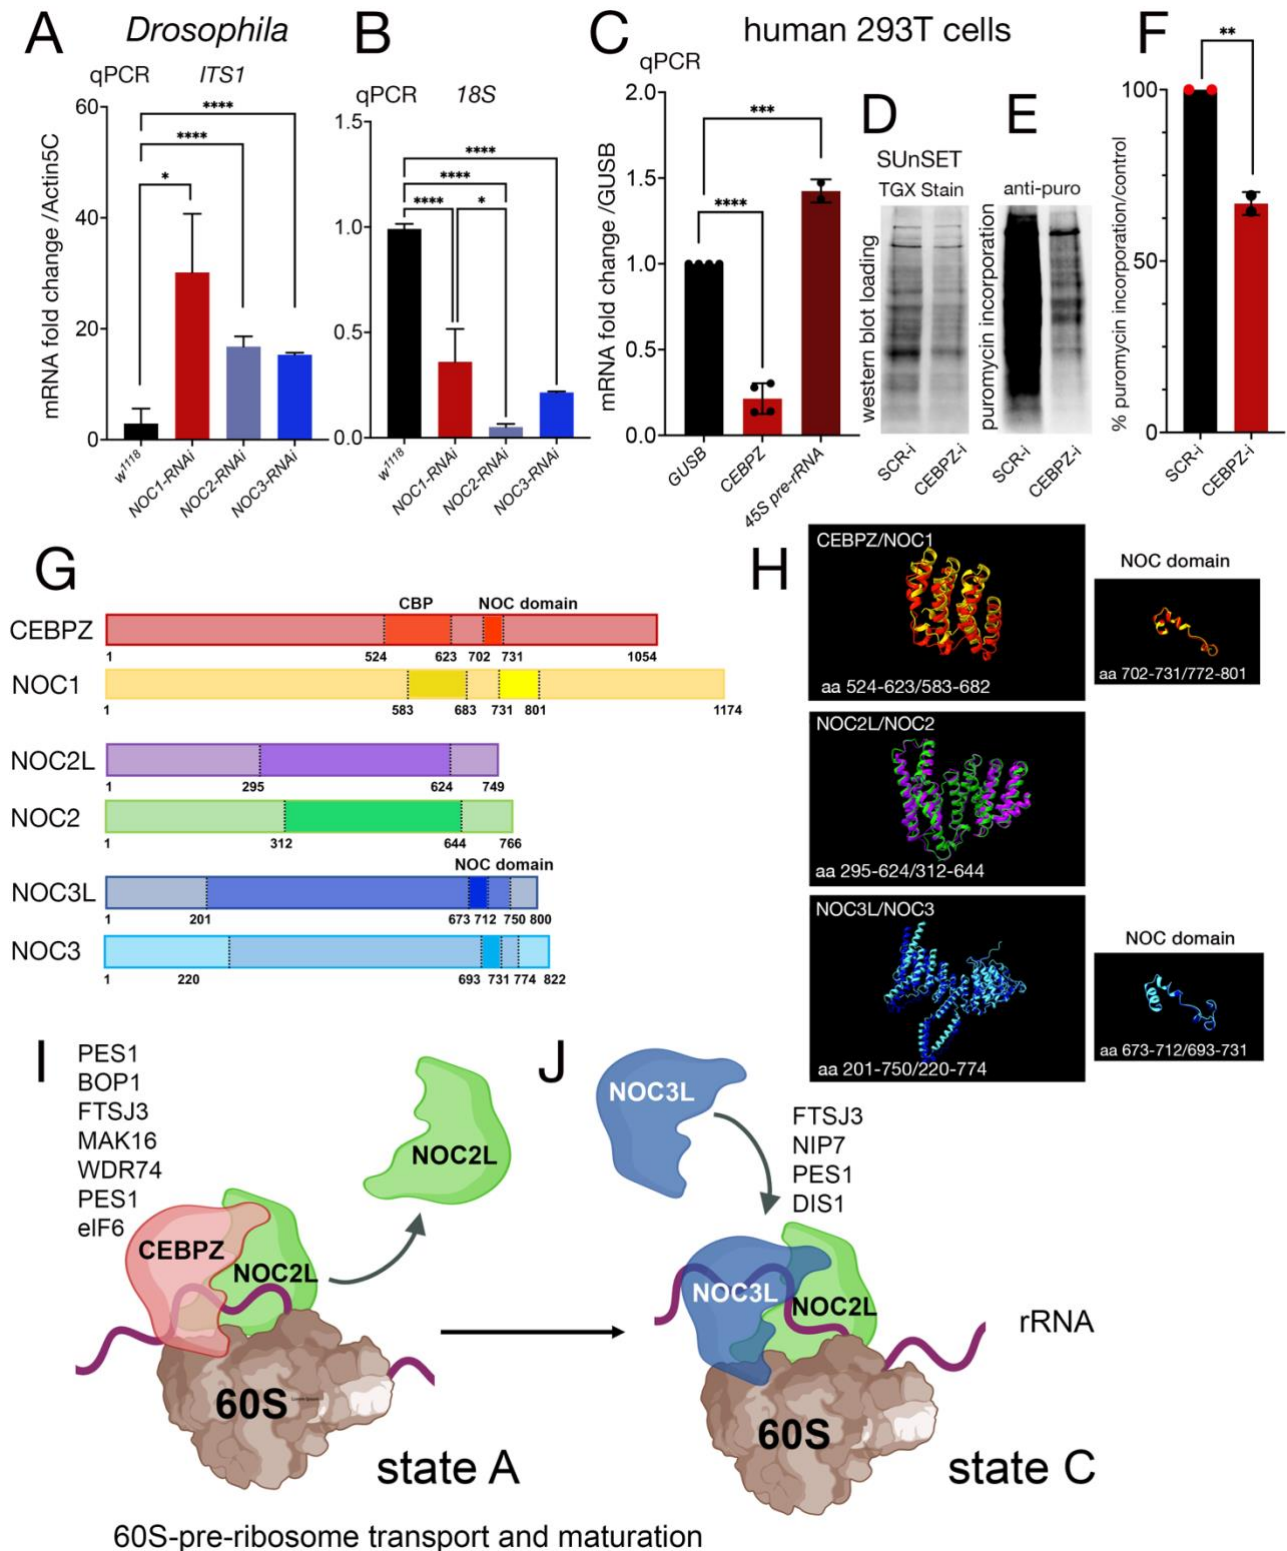 A
Drosophila
qPCR
ITS1
mRNA fold change /Actin5C
60
40
20
0
*
****
****
w1118
NOC1-RNAi
NOC2-RNAi
NOC3-RNAi
B
qPCR
18S
1.5
1.0
0.5
0.0
****
****
****
*
w1118
NOC1-RNAi
NOC2-RNAi
NOC3-RNAi
C
human 293T cells
qPCR
mRNA fold change /GUSB
2.0
1.5
1.0
0.5
0.0
***
****
GUSB
CEBPZ
45S pre-rRNA
D
SUnSET
TGX Stain
western blot loading
SCR-i
CEBPZ-i
E
anti-puro
puromycin incorporation
SCR-i
CEBPZ-i
F
% puromycin incorporation/control
100
50
0
**
SCR-i
CEBPZ-i
G
CBP
NOC domain
CEBPZ
1
524
623
702
731
1054
NOC1
1
583
683
731
801
1174
NOC2L
1
295
624
749
NOC2
1
312
644
766
NOC domain
NOC3L
1
201
673
712
750
800
NOC3
1
220
693
731
774
822
H
CEBPZ/NOC1
aa 524-623/583-682
NOC domain
aa 702-731/772-801
NOC2L/NOC2
aa 295-624/312-644
NOC3L/NOC3
aa 201-750/220-774
NOC domain
aa 673-712/693-731
I
PES1
BOP1
FTSJ3
MAK16
WDR74
PES1
eIF6
CEBPZ
NOC2L
NOC2L
60S
state A
J
NOC3L
FTSJ3
NIP7
PES1
DIS1
NOC3L
NOC2L
rRNA
60S
state C
60S-pre-ribosome transport and maturation